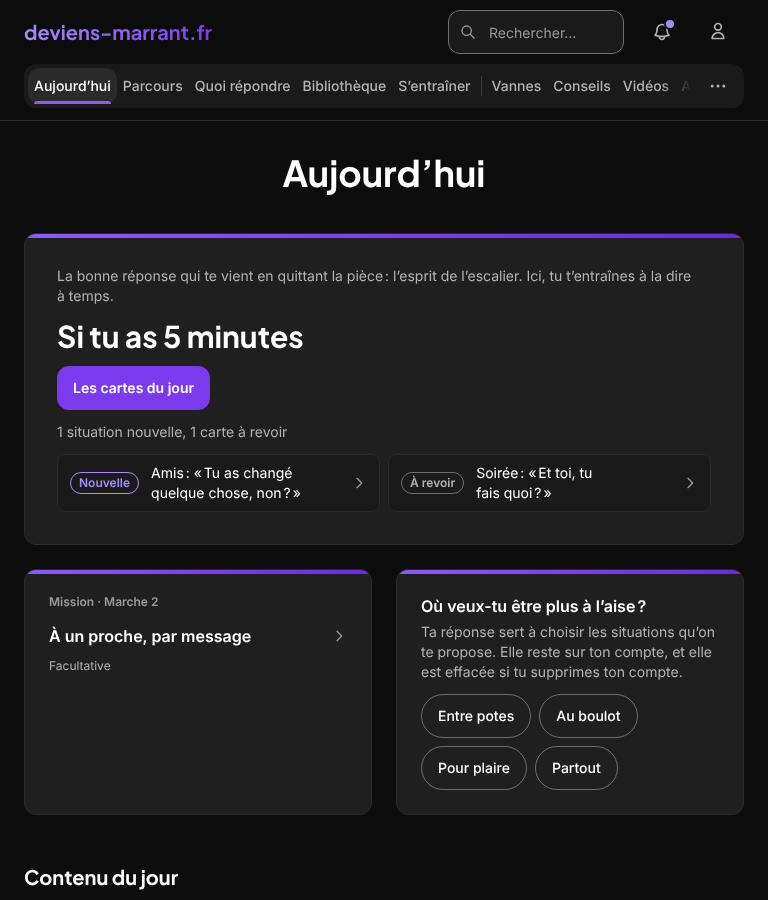 deviens-marrant.fr
Rechercher...
Aujourd’hui
Parcours
Quoi répondre
Bibliothèque
S’entraîner
Vannes
Conseils
Vidéos
Aujourd’hui
La bonne réponse qui te vient en quittant la pièce : l’esprit de l’escalier. Ici, tu t’entraînes à la dire
à temps.
Si tu as 5 minutes
Les cartes du jour
1 situation nouvelle, 1 carte à revoir
Nouvelle
Amis : « Tu as changé
quelque chose, non ? »
À revoir
Soirée : « Et toi, tu
fais quoi ? »
Mission · Marche 2
À un proche, par message
Facultative
Où veux-tu être plus à l’aise ?
Ta réponse sert à choisir les situations qu’on
te propose. Elle reste sur ton compte, et elle
est effacée si tu supprimes ton compte.
Entre potes
Au boulot
Pour plaire
Partout
Contenu du jour